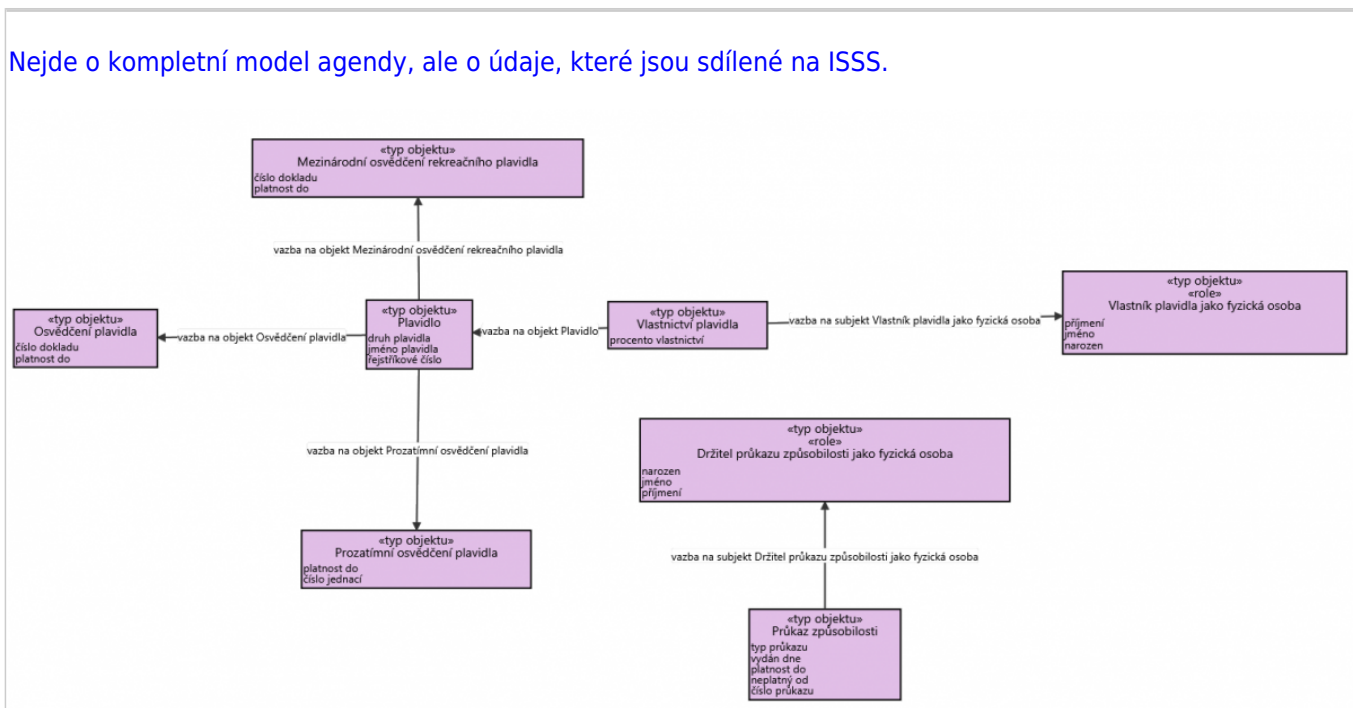 Nejde o kompletní model agendy, ale o údaje, které jsou sdílené na ISSS.
«typ objektu»
Mezinárodní osvědčení rekreačního plavidla
číslo dokladu
platnost do
vazba na objekt Mezinárodní osvědčení rekreačního plavidla
«typ objektu»
Osvědčení plavidla
číslo dokladu
platnost do
vazba na objekt Osvědčení plavidla
«typ objektu»
Plavidlo
druh plavidla
jméno plavidla
rejstříkové číslo
vazba na objekt Plavidlo
«typ objektu»
Vlastnictví plavidla
procento vlastnictví
vazba na subjekt Vlastník plavidla jako fyzická osoba
«typ objektu»
«role»
Vlastník plavidla jako fyzická osoba
příjmení
jméno
narozen
vazba na objekt Prozatímní osvědčení plavidla
«typ objektu»
Prozatímní osvědčení plavidla
platnost do
číslo jednací
«typ objektu»
«role»
Držitel průkazu způsobilosti jako fyzická osoba
narozen
jméno
příjmení
vazba na subjekt Držitel průkazu způsobilosti jako fyzická osoba
«typ objektu»
Průkaz způsobilosti
typ průkazu
vydán dne
platnost do
neplatný od
číslo průkazu